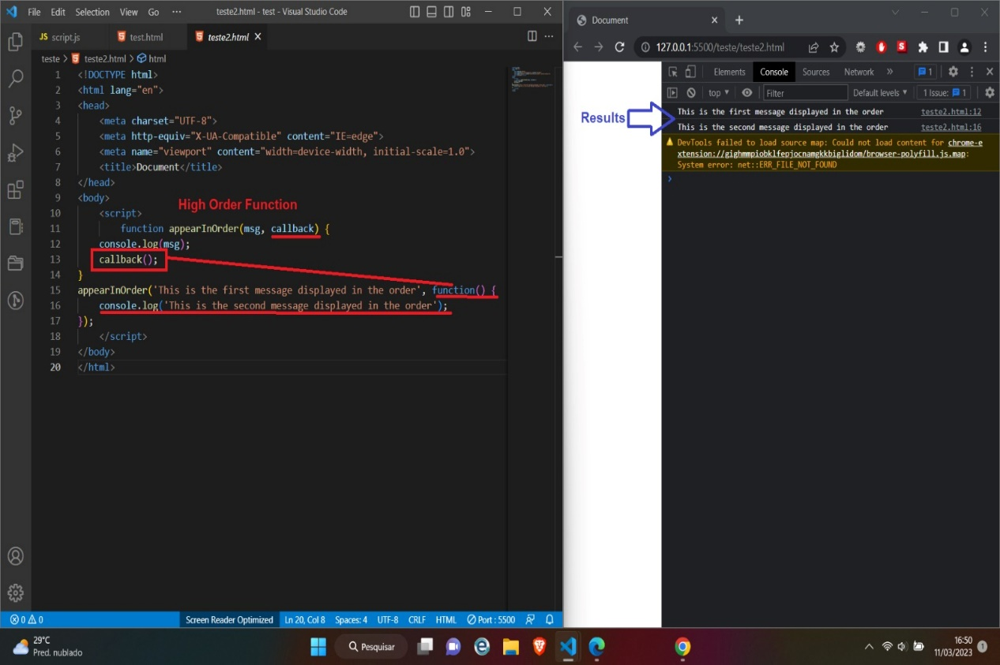 File Edit Selection View Go ··· teste2.html - test - Visual Studio Code
JS script.js test.html teste2.html
teste > teste2.html > html
1 <!DOCTYPE html>
2 <html lang="en">
3 <head>
4 <meta charset="UTF-8">
5 <meta http-equiv="X-UA-Compatible" content="IE=edge">
6 <meta name="viewport" content="width=device-width, initial-scale=1.0">
7 <title>Document</title>
8 </head>
9 <body>
High Order Function
10 <script>
11 function appearInOrder(msg, callback) {
12 console.log(msg);
13 callback();
14 }
15 appearInOrder('This is the first message displayed in the order', function() {
16 console.log('This is the second message displayed in the order');
17 });
18 </script>
19 </body>
20 </html>
0 0 Screen Reader Optimized Ln 20, Col 8 Spaces: 4 UTF-8 CRLF HTML Port : 5500
Document
127.0.0.1:5500/teste/teste2.html
Elements Console Sources Network » 1
top Filter Default levels 1 Issue: 1
Results
This is the first message displayed in the order teste2.html:12
This is the second message displayed in the order teste2.html:16
DevTools failed to load source map: Could not load content for chrome-e
xtension://gighmmpiobklfepjocnamgkkbiglidom/browser-polyfill.js.map:
System error: net::ERR_FILE_NOT_FOUND
29°C
Pred. nublado
Pesquisar
16:50
11/03/2023
1